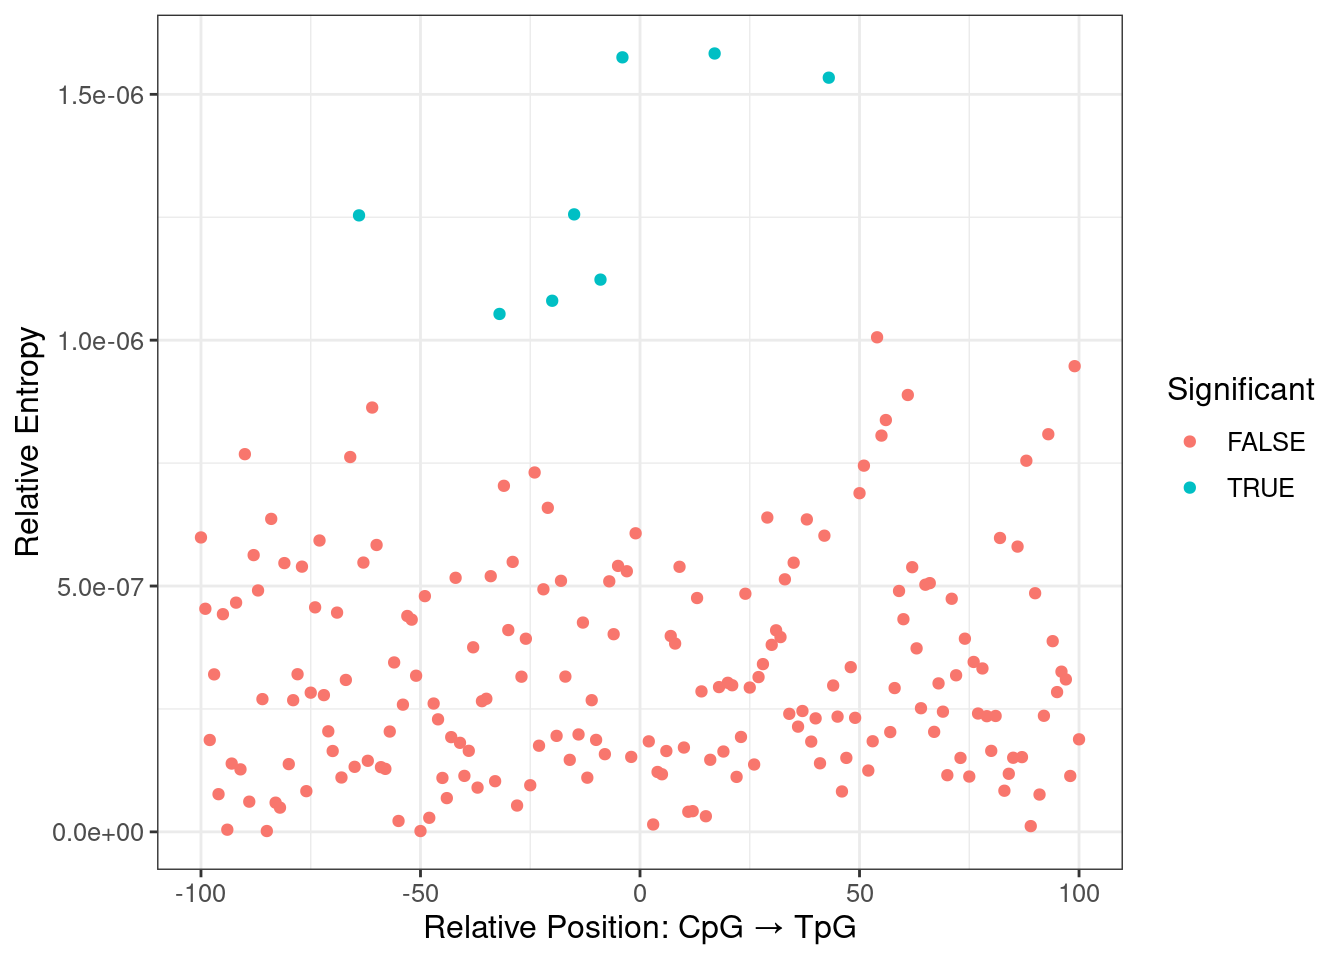 Relative Entropy
1.5e-06
1.0e-06
5.0e-07
0.0e+00
-100 -50 0 50 100
Relative Position: CpG → TpG
Significant
FALSE
TRUE